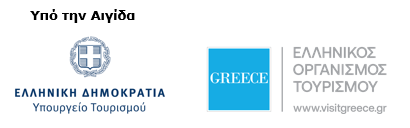 Υπό την Αιγίδα
ΕΛΛΗΝΙΚΗ ΔΗΜΟΚΡΑΤΙΑ
Υπουργείο Τουρισμού
GREECE
ΕΛΛΗΝΙΚΟΣ
ΟΡΓΑΝΙΣΜΟΣ
ΤΟΥΡΙΣΜΟΥ
www.visitgreece.gr